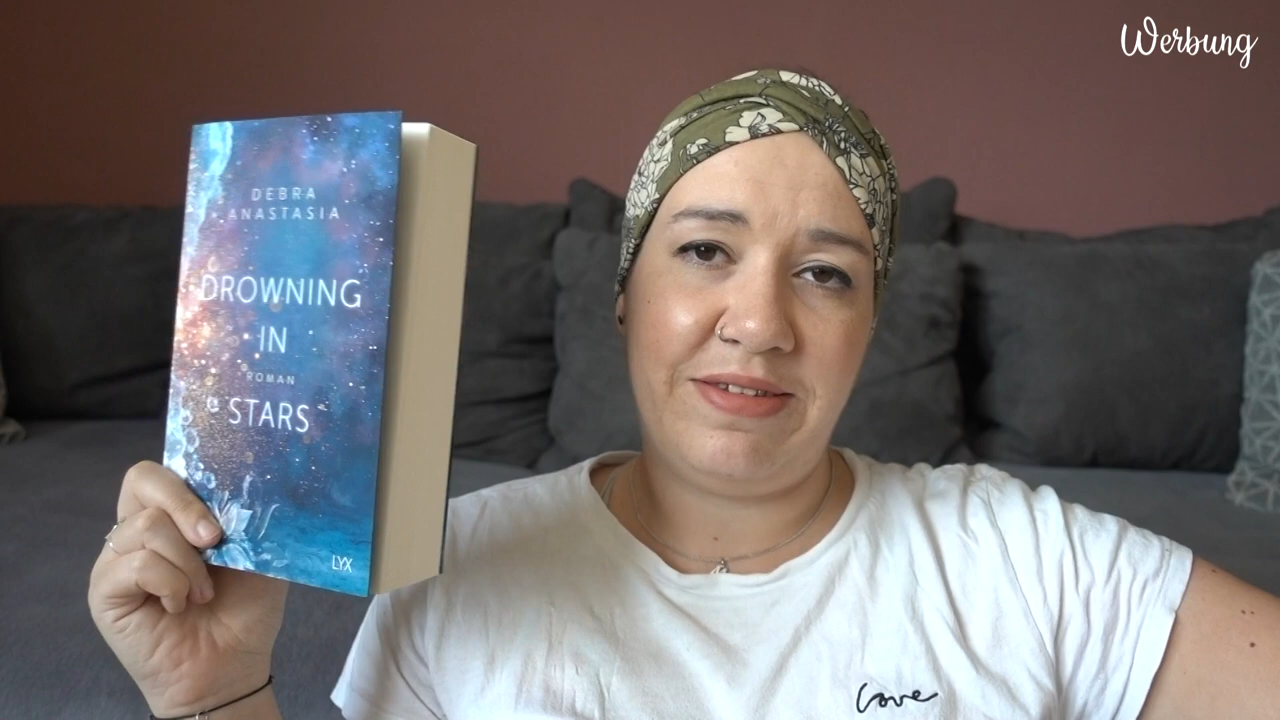 Werbung
DEBRA
ANASTASIA
DROWNING
IN
ROMAN
STARS
LYX
Love